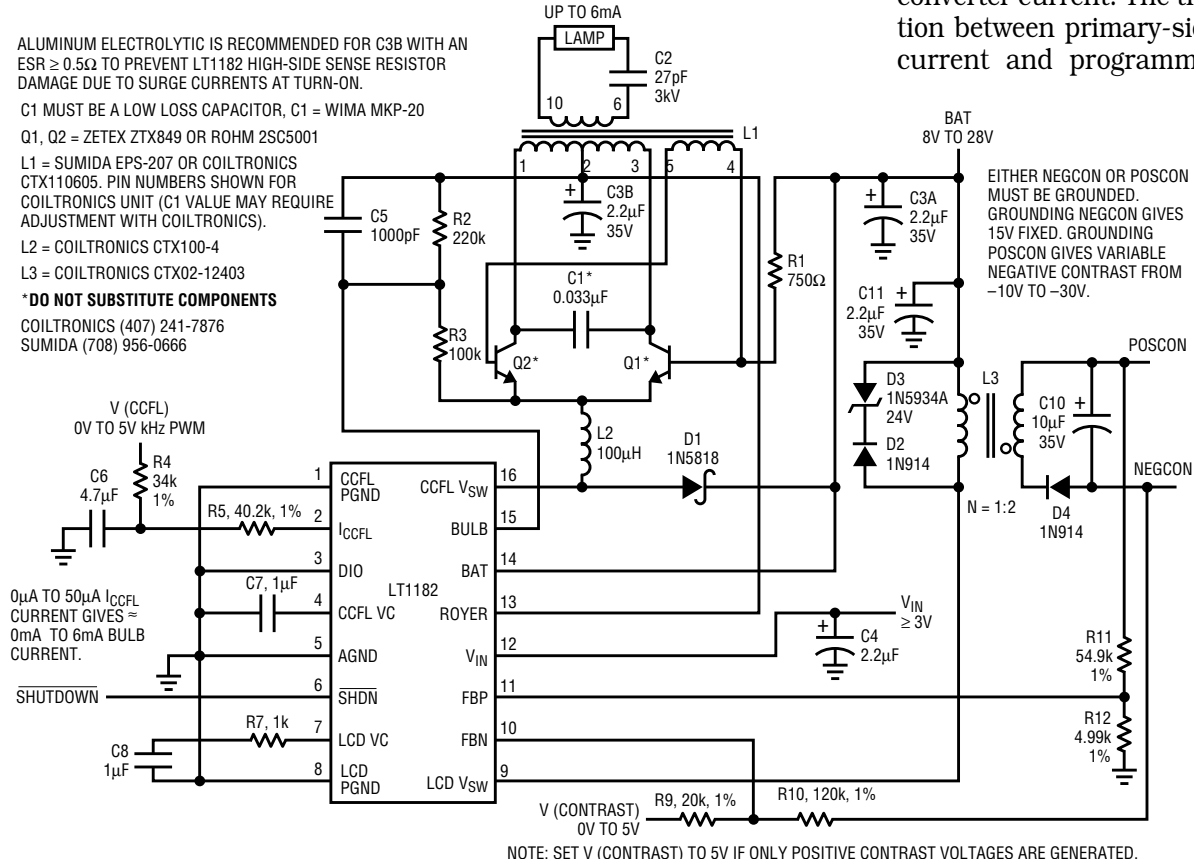 converter current. The tr
tion between primary-sid
current and programm
ALUMINUM ELECTROLYTIC IS RECOMMENDED FOR C3B WITH AN
ESR ≥ 0.5Ω TO PREVENT LT1182 HIGH-SIDE SENSE RESISTOR
DAMAGE DUE TO SURGE CURRENTS AT TURN-ON.
C1 MUST BE A LOW LOSS CAPACITOR, C1 = WIMA MKP-20
Q1, Q2 = ZETEX ZTX849 OR ROHM 2SC5001
L1 = SUMIDA EPS-207 OR COILTRONICS
CTX110605. PIN NUMBERS SHOWN FOR
COILTRONICS UNIT (C1 VALUE MAY REQUIRE
ADJUSTMENT WITH COILTRONICS).
L2 = COILTRONICS CTX100-4
L3 = COILTRONICS CTX02-12403
*DO NOT SUBSTITUTE COMPONENTS
COILTRONICS (407) 241-7876
SUMIDA (708) 956-0666
UP TO 6mA
LAMP
C2
27pF
3kV
10
6
L1
1
2
3
5
4
BAT
8V TO 28V
EITHER NEGCON OR POSCON
MUST BE GROUNDED.
GROUNDING NEGCON GIVES
15V FIXED. GROUNDING
POSCON GIVES VARIABLE
NEGATIVE CONTRAST FROM
–10V TO –30V.
C5
1000pF
R2
220k
+
C3B
2.2µF
35V
+
C3A
2.2µF
35V
R1
750Ω
C1*
0.033µF
C11
2.2µF
35V
+
R3
100k
Q2*
Q1*
POSCON
D3
1N5934A
24V
L3
C10
10µF
35V
+
D2
1N914
NEGCON
N = 1:2
D4
1N914
L2
100µH
D1
1N5818
V (CCFL)
0V TO 5V kHz PWM
C6
4.7µF
R4
34k
1%
R5, 40.2k, 1%
C7, 1µF
0µA TO 50µA ICCFL
CURRENT GIVES ≈
0mA TO 6mA BULB
CURRENT.
SHUTDOWN
R7, 1k
C8
1µF
LT1182
1 CCFL PGND
2 ICCFL
3 DIO
4 CCFL VC
5 AGND
6 SHDN
7 LCD VC
8 LCD PGND
CCFL VSW 16
BULB 15
BAT 14
ROYER 13
VIN 12
FBP 11
FBN 10
LCD VSW 9
VIN
≥ 3V
+
C4
2.2µF
R11
54.9k
1%
R12
4.99k
1%
V (CONTRAST)
0V TO 5V
R9, 20k, 1%
R10, 120k, 1%
NOTE: SET V (CONTRAST) TO 5V IF ONLY POSITIVE CONTRAST VOLTAGES ARE GENERATED.